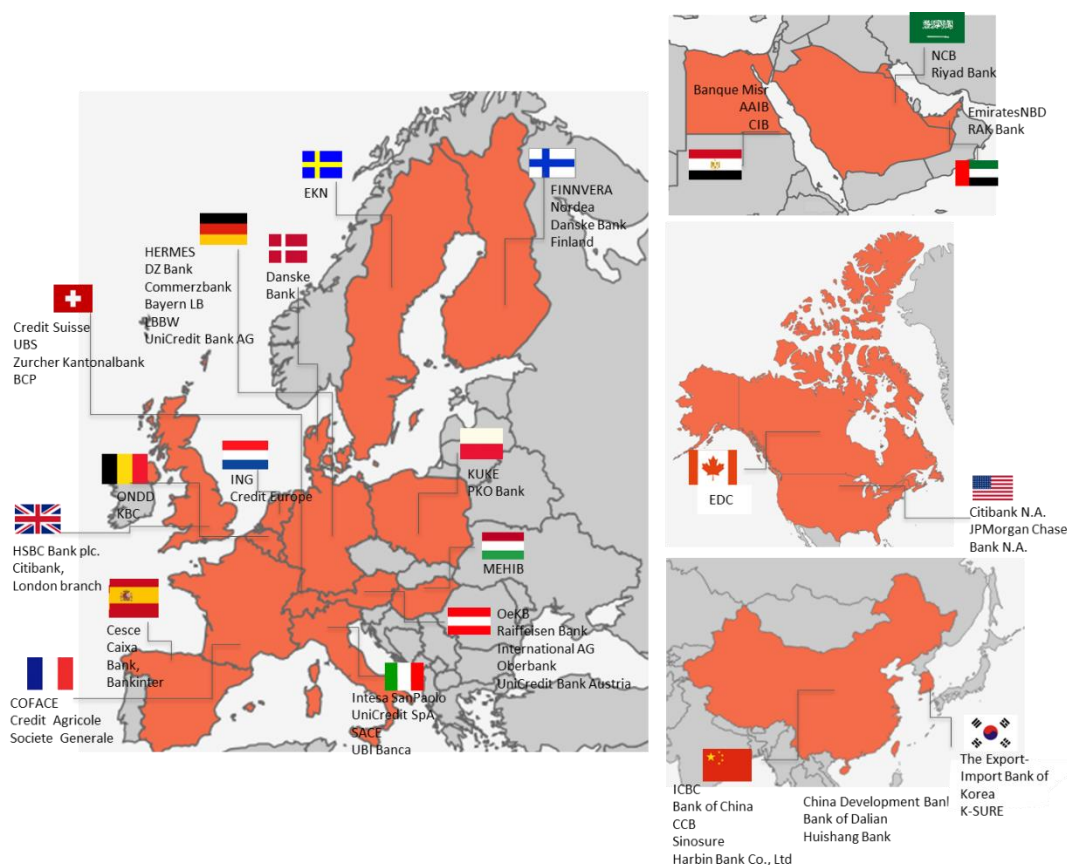 EKN
FINNVERA
Nordea
Danske Bank
Finland
HERMES
DZ Bank
Commerzbank
Bayern LB
LBBW
UniCredit Bank AG
Danske
Bank
Credit Suisse
UBS
Zurcher Kantonalbank
BCP
ONDD
KBC
ING
Credit Europe
KUKE
PKO Bank
HSBC Bank plc.
Citibank,
London branch
MEHIB
Cesce
Caixa
Bank,
Bankinter
OeKB
Raiffeisen Bank
International AG
Oberbank
UniCredit Bank Austria
COFACE
Credit Agricole
Societe Generale
Intesa SanPaolo
UniCredit SpA
SACE
UBI Banca
NCB
Riyad Bank
Banque Misr
AAIB
CIB
EmiratesNBD
RAK Bank
EDC
Citibank N.A.
JPMorgan Chase
Bank N.A.
ICBC
Bank of China
CCB
Sinosure
Harbin Bank Co., Ltd
China Development Bank
Bank of Dalian
Huishang Bank
The Export-
Import Bank of
Korea
K-SURE